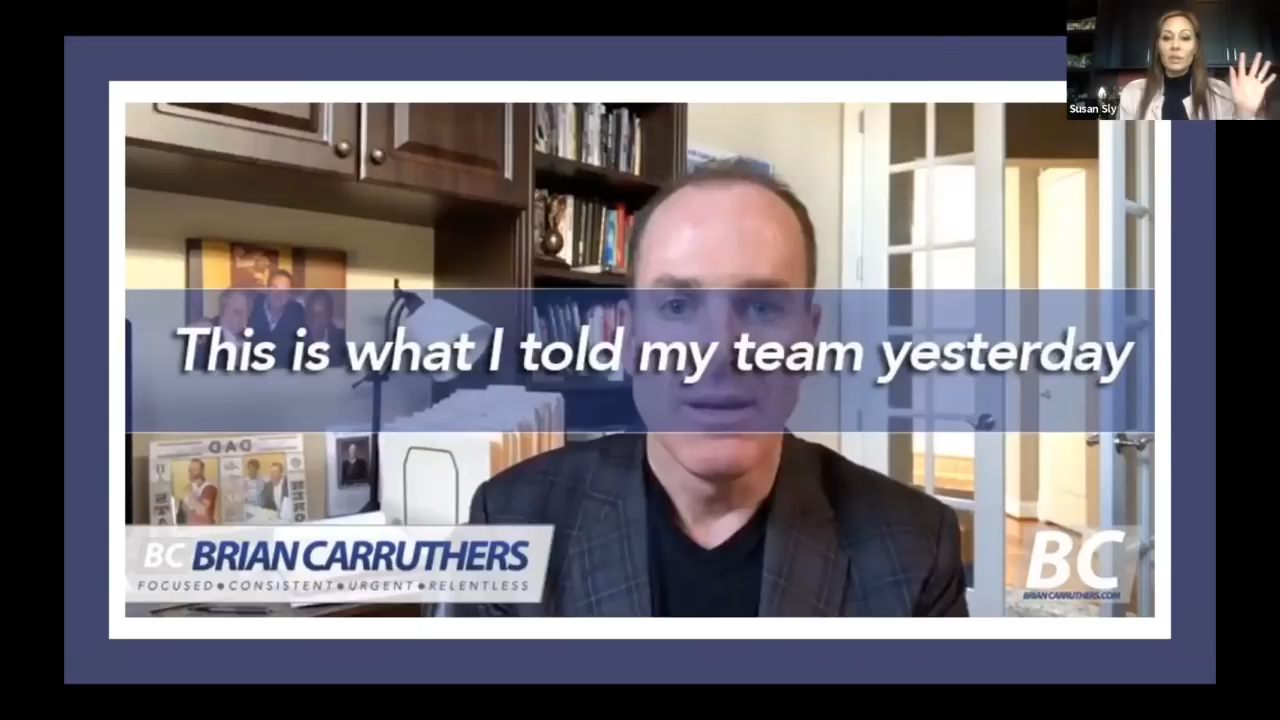 Susan Sly
This is what I told my team yesterday
DAD
BC BRIAN CARRUTHERS
FOCUSED●CONSISTENT●URGENT●RELENTLESS
BC
BRIANCARRUTHERS.COM